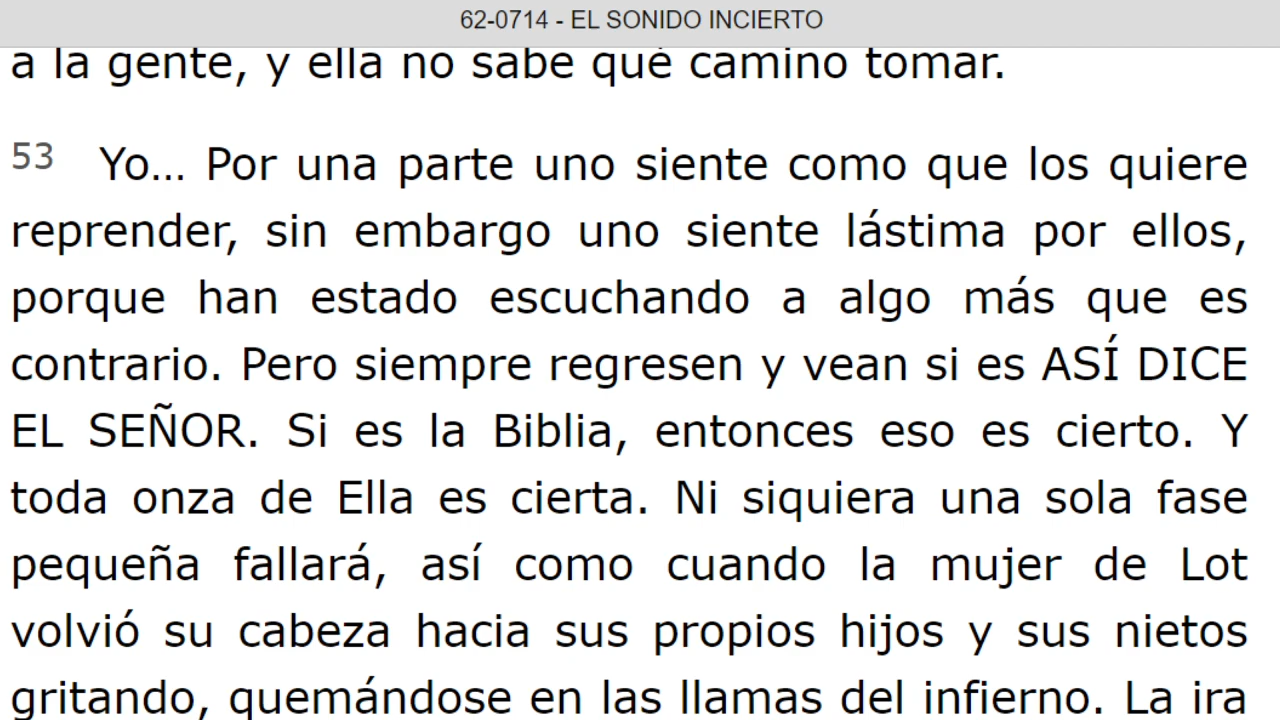 62-0714 - EL SONIDO INCIERTO
a la gente, y ella no sabe qué camino tomar.
53 Yo… Por una parte uno siente como que los quiere
reprender, sin embargo uno siente lástima por ellos,
porque han estado escuchando a algo más que es
contrario. Pero siempre regresen y vean si es ASÍ DICE
EL SEÑOR. Si es la Biblia, entonces eso es cierto. Y
toda onza de Ella es cierta. Ni siquiera una sola fase
pequeña fallará, así como cuando la mujer de Lot
volvió su cabeza hacia sus propios hijos y sus nietos
gritando, quemándose en las llamas del infierno. La ira